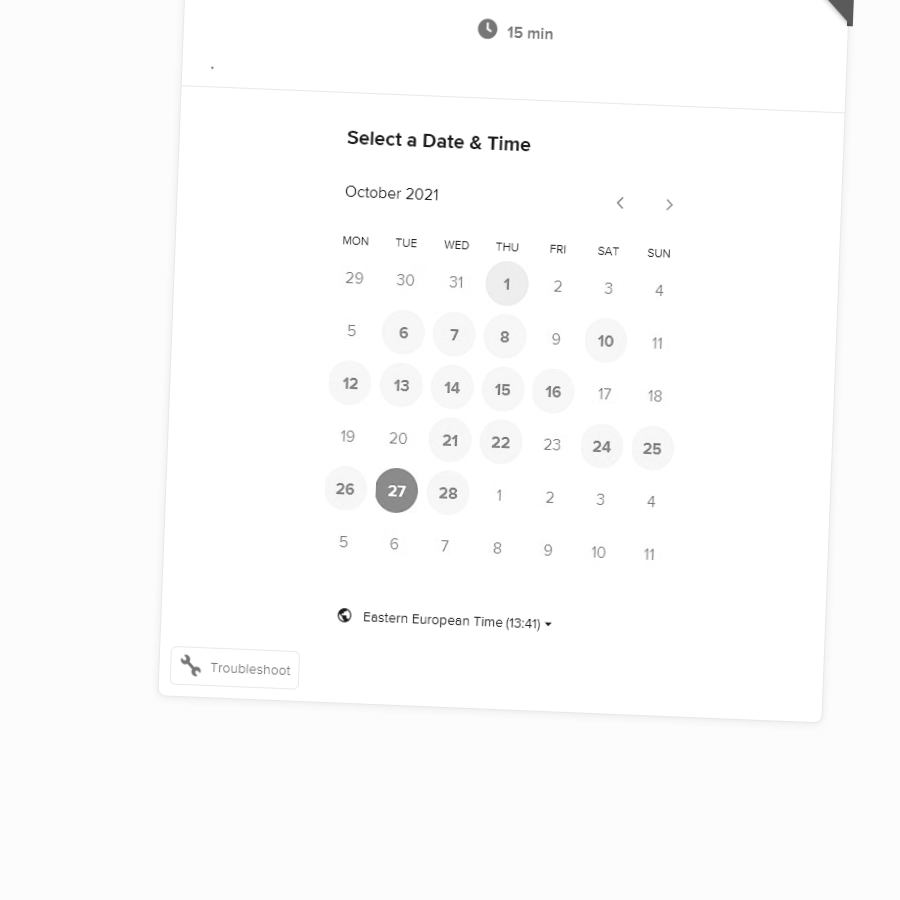 15 min
.
Select a Date & Time
October 2021
MON TUE WED THU FRI SAT SUN
29 30 31 1 2 3 4
5 6 7 8 9 10 11
12 13 14 15 16 17 18
19 20 21 22 23 24 25
26 27 28 1 2 3 4
5 6 7 8 9 10 11
Eastern European Time (13:41)
Troubleshoot